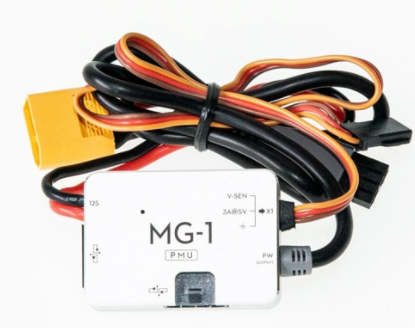 V-SEN
12S
3A@5V
X1
MG-1
PMU
PW